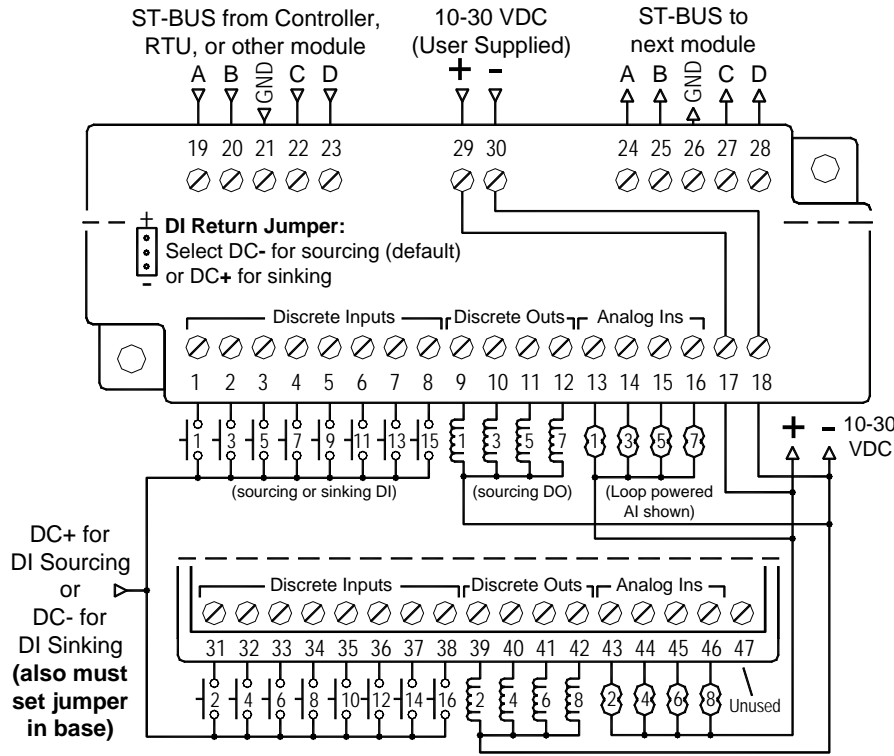 ST-BUS from Controller,
RTU, or other module
10-30 VDC
(User Supplied)
ST-BUS to
next module
A B GND C D
+ -
A B GND C D
19 20 21 22 23
29 30
24 25 26 27 28
+
DI Return Jumper:
Select DC- for sourcing (default)
or DC+ for sinking
-
Discrete Inputs
Discrete Outs
Analog Ins
1 2 3 4 5 6 7 8 9 10 11 12 13 14 15 16 17 18
1 3 5 7 9 11 13 15
1 3 5 7
1 3 5 7
+ - 10-30
VDC
(sourcing or sinking DI)
(sourcing DO)
(Loop powered
AI shown)
DC+ for
DI Sourcing
or
DC- for
DI Sinking
(also must
set jumper
in base)
Discrete Inputs
Discrete Outs
Analog Ins
31 32 33 34 35 36 37 38 39 40 41 42 43 44 45 46 47
2 4 6 8 10 12 14 16
2 4 6 8
2 4 6 8
Unused